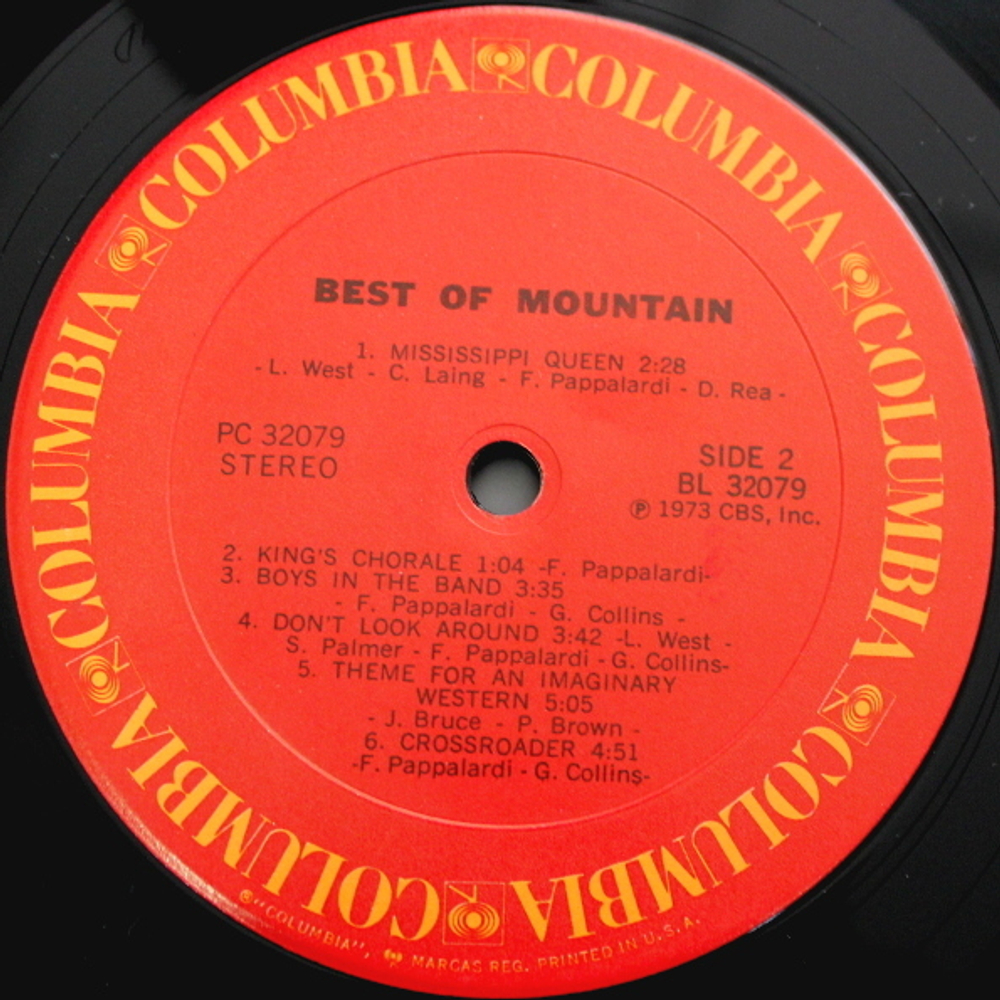 COLUMBIA COLUMBIA COLUMBIA COLUMBIA COLUMBIA COLUMBIA
BEST OF MOUNTAIN
1. MISSISSIPPI QUEEN 2:28
- L. West - C. Laing - F. Pappalardi - D. Rea -
PC 32079
STEREO
SIDE 2
BL 32079
℗ 1973 CBS, Inc.
2. KING'S CHORALE 1:04 -F. Pappalardi-
3. BOYS IN THE BAND 3:35
- F. Pappalardi - G. Collins -
4. DON'T LOOK AROUND 3:42 -L. West -
S. Palmer - F. Pappalardi - G. Collins-
5. THEME FOR AN IMAGINARY
WESTERN 5:05
- J. Bruce - P. Brown -
6. CROSSROADER 4:51
-F. Pappalardi - G. Collins-
® "COLUMBIA", MARCAS REG. PRINTED IN U.S.A.